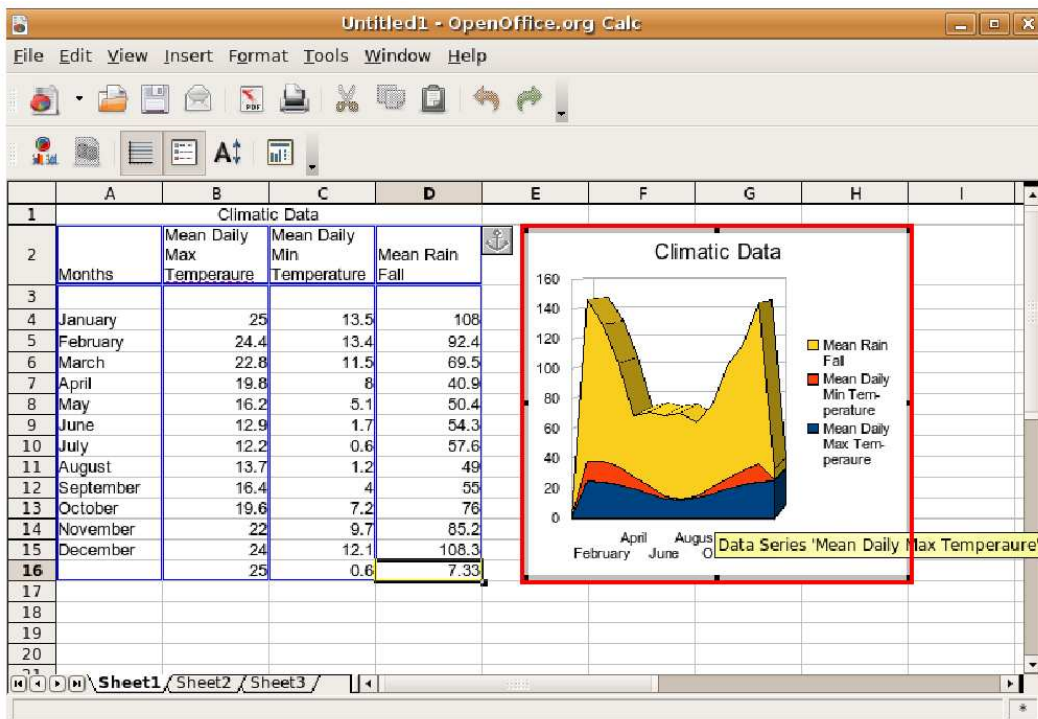 Untitled1 - OpenOffice.org Calc
File Edit View Insert Format Tools Window Help
PDF
A
A B C D E F G H I
1 Climatic Data
2 Months Mean Daily Max Temperaure Mean Daily Min Temperature Mean Rain Fall
3
4 January 25 13.5 108
5 February 24.4 13.4 92.4
6 March 22.8 11.5 69.5
7 April 19.8 8 40.9
8 May 16.2 5.1 50.4
9 June 12.9 1.7 54.3
10 July 12.2 0.6 57.6
11 August 13.7 1.2 49
12 September 16.4 4 55
13 October 19.6 7.2 76
14 November 22 9.7 85.2
15 December 24 12.1 108.3
16 25 0.6 7.33
17
18
19
20
Climatic Data
160
140
120
100
80
60
40
20
0
April Augus
February June O
Mean Rain
Fall
Mean Daily
Min Tem-
perature
Mean Daily
Max Tem-
peraure
Data Series 'Mean Daily Max Temperaure'
Sheet1 Sheet2 Sheet3
*